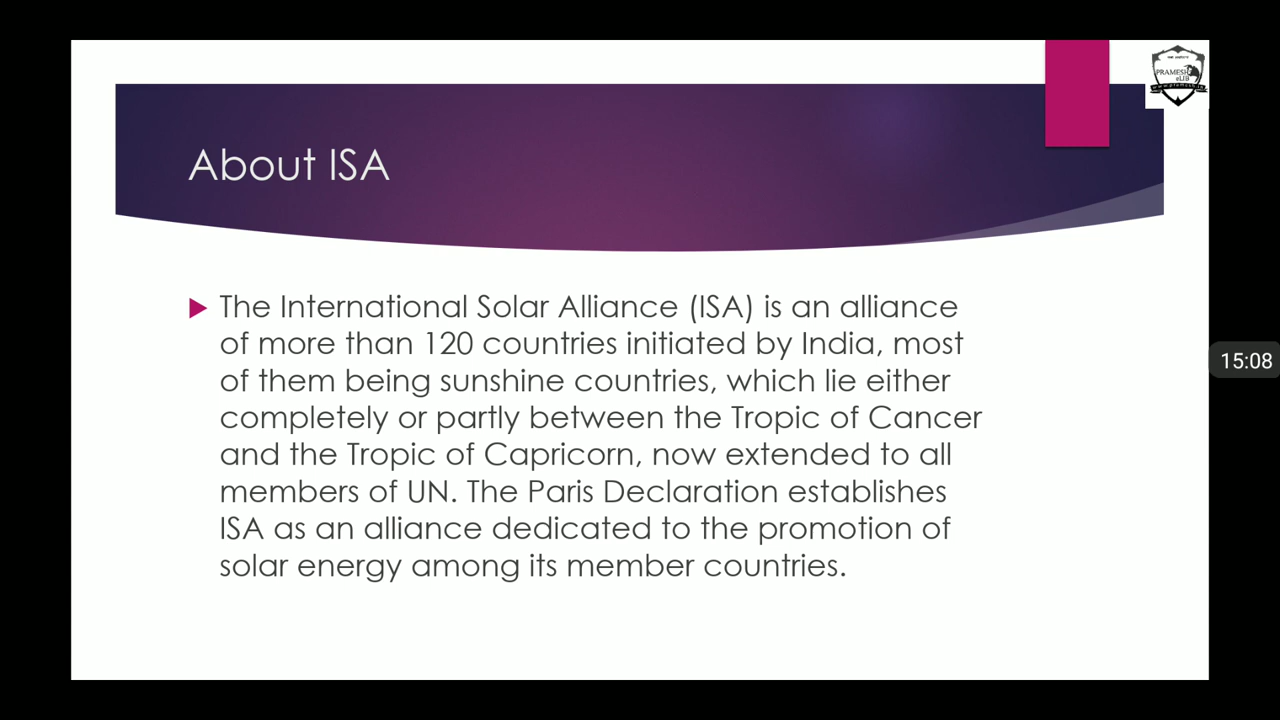 PRAMESH
eLIB
About ISA
The International Solar Alliance (ISA) is an alliance
of more than 120 countries initiated by India, most
of them being sunshine countries, which lie either
completely or partly between the Tropic of Cancer
and the Tropic of Capricorn, now extended to all
members of UN. The Paris Declaration establishes
ISA as an alliance dedicated to the promotion of
solar energy among its member countries.
15:08